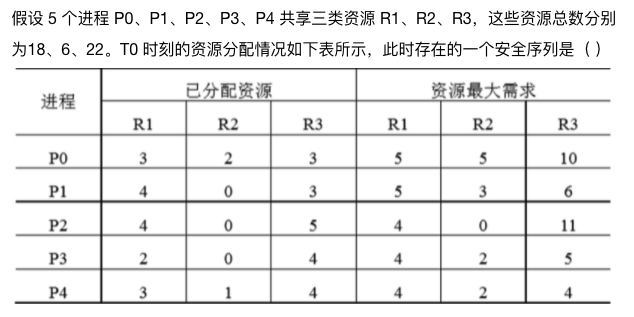 假设 5 个进程 P0、P1、P2、P3、P4 共享三类资源 R1、R2、R3，这些资源总数分别
为18、6、22。T0 时刻的资源分配情况如下表所示，此时存在的一个安全序列是（ ）
进程 已分配资源 资源最大需求
R1 R2 R3 R1 R2 R3
P0 3 2 3 5 5 10
P1 4 0 3 5 3 6
P2 4 0 5 4 0 11
P3 2 0 4 4 2 5
P4 3 1 4 4 2 4